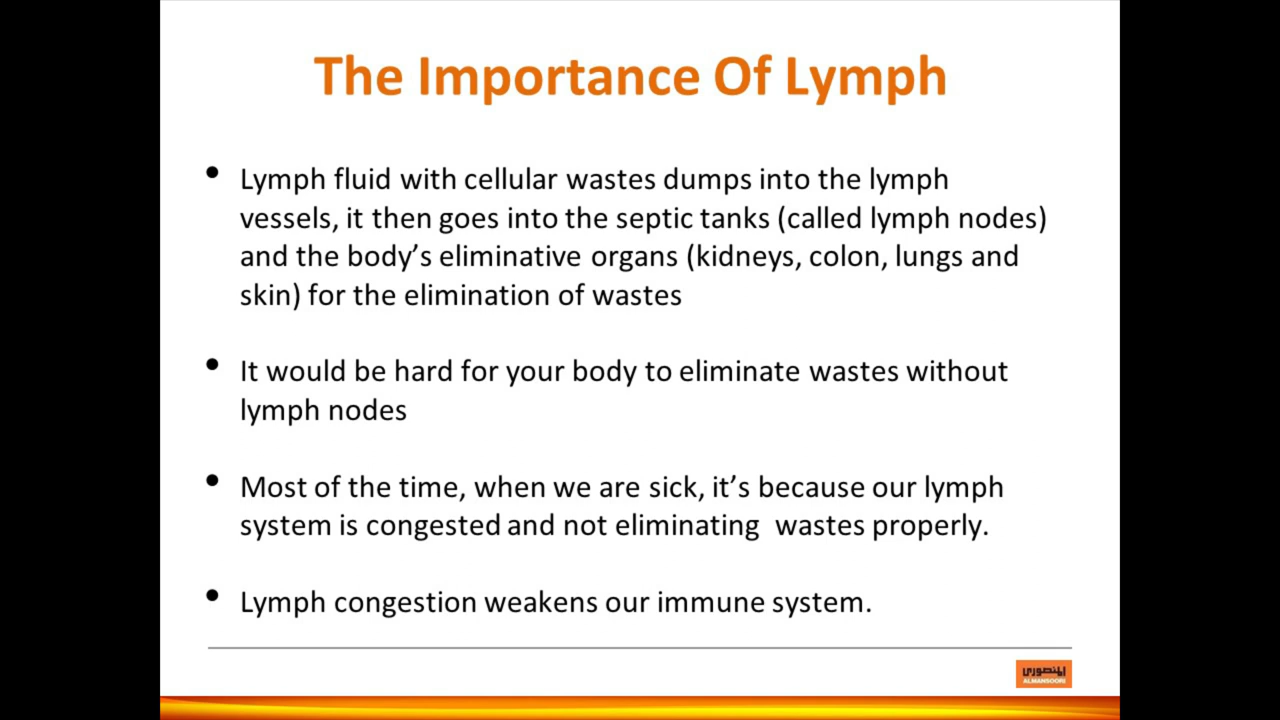 The Importance Of Lymph
• Lymph fluid with cellular wastes dumps into the lymph
vessels, it then goes into the septic tanks (called lymph nodes)
and the body’s eliminative organs (kidneys, colon, lungs and
skin) for the elimination of wastes
• It would be hard for your body to eliminate wastes without
lymph nodes
• Most of the time, when we are sick, it’s because our lymph
system is congested and not eliminating  wastes properly.
• Lymph congestion weakens our immune system.
المنصوري
ALMANSOORI